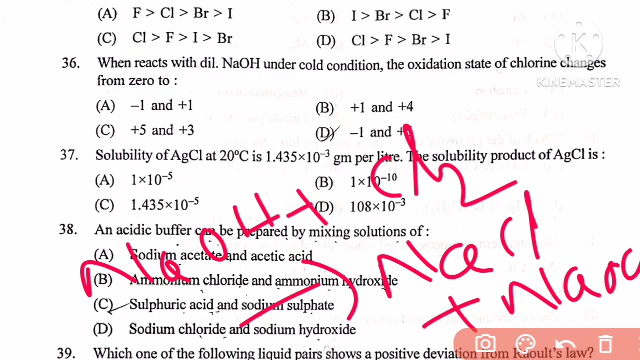 (A) F > Cl > Br > I (B) I > Br > Cl > F
(C) Cl > F > I > Br (D) Cl > F > Br > I
36. When reacts with dil. NaOH under cold condition, the oxidation state of chlorine changes
from zero to :
KINEMASTER
(A) –1 and +1 (B) +1 and +4
(C) +5 and +3 (D) –1 and
37. Solubility of AgCl at 20°C is 1.435×10⁻³ gm per litre. The solubility product of AgCl is :
(A) 1×10⁻⁵ (B) 1×10⁻¹⁰
(C) 1.435×10⁻⁵ (D) 108×10⁻³
NaOH + Cl2
→ NaCl
+ NaOC
38. An acidic buffer can be prepared by mixing solutions of :
(A) Sodium acetate and acetic acid
(B) Ammonium chloride and ammonium hydroxide
(C) Sulphuric acid and sodium sulphate
(D) Sodium chloride and sodium hydroxide
39. Which one of the following liquid pairs shows a positive deviation from Raoult's law?